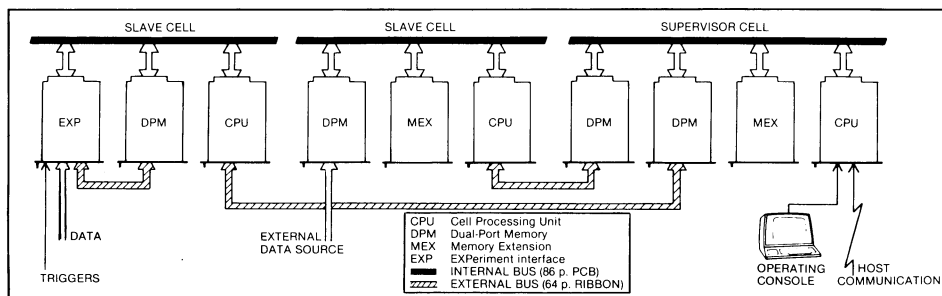 SLAVE CELL
SLAVE CELL
SUPERVISOR CELL
EXP
DPM
CPU
DPM
MEX
CPU
DPM
DPM
MEX
CPU
DATA
TRIGGERS
EXTERNAL
DATA SOURCE
CPU Cell Processing Unit
DPM Dual-Port Memory
MEX Memory Extension
EXP EXPeriment interface
INTERNAL BUS (86 p. PCB)
EXTERNAL BUS (64 p. RIBBON)
OPERATING
CONSOLE
HOST
COMMUNICATION